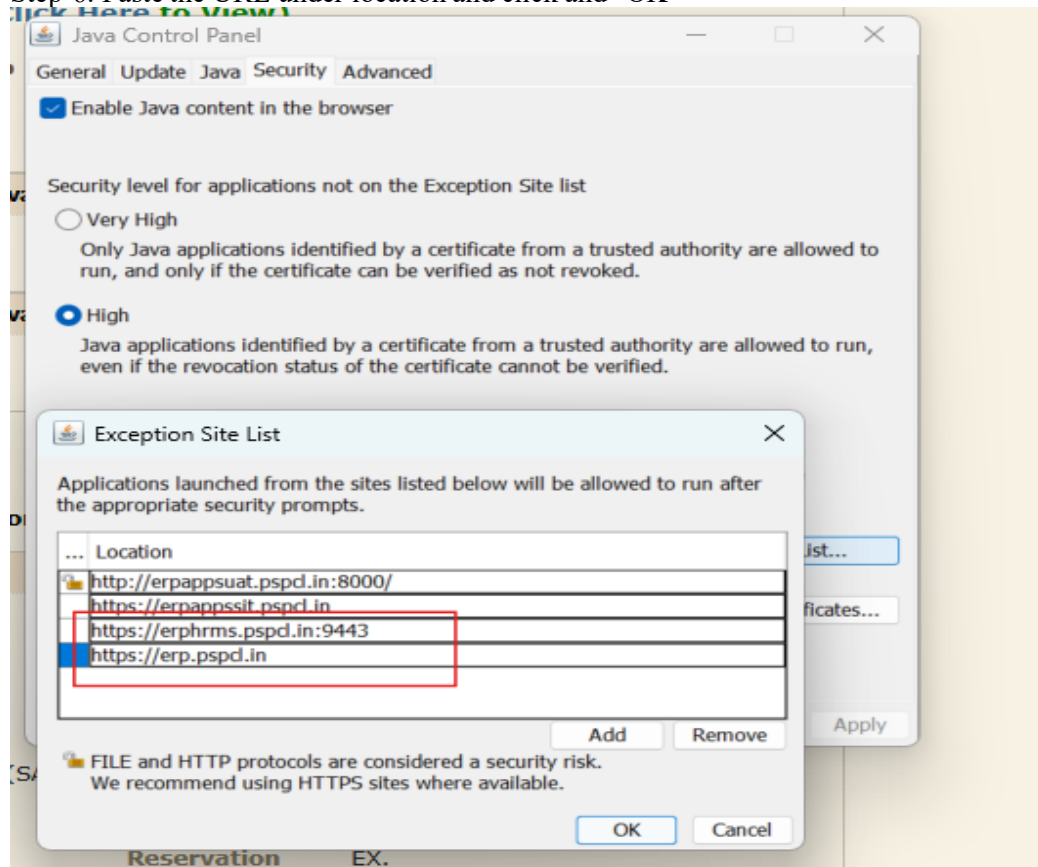 Click Here to View)
Java Control Panel
General Update Java Security Advanced
Enable Java content in the browser
Security level for applications not on the Exception Site list
Very High
Only Java applications identified by a certificate from a trusted authority are allowed to
run, and only if the certificate can be verified as not revoked.
High
Java applications identified by a certificate from a trusted authority are allowed to run,
even if the revocation status of the certificate cannot be verified.
Exception Site List
Applications launched from the sites listed below will be allowed to run after
the appropriate security prompts.
... Location
List...
http://erpappsuat.pspcl.in:8000/
https://erpappssit.pspcl.in
ficates...
https://erphrms.pspcl.in:9443
https://erp.pspcl.in
Add Remove
Apply
FILE and HTTP protocols are considered a security risk.
We recommend using HTTPS sites where available.
(SA
OK Cancel
Reservation EX.